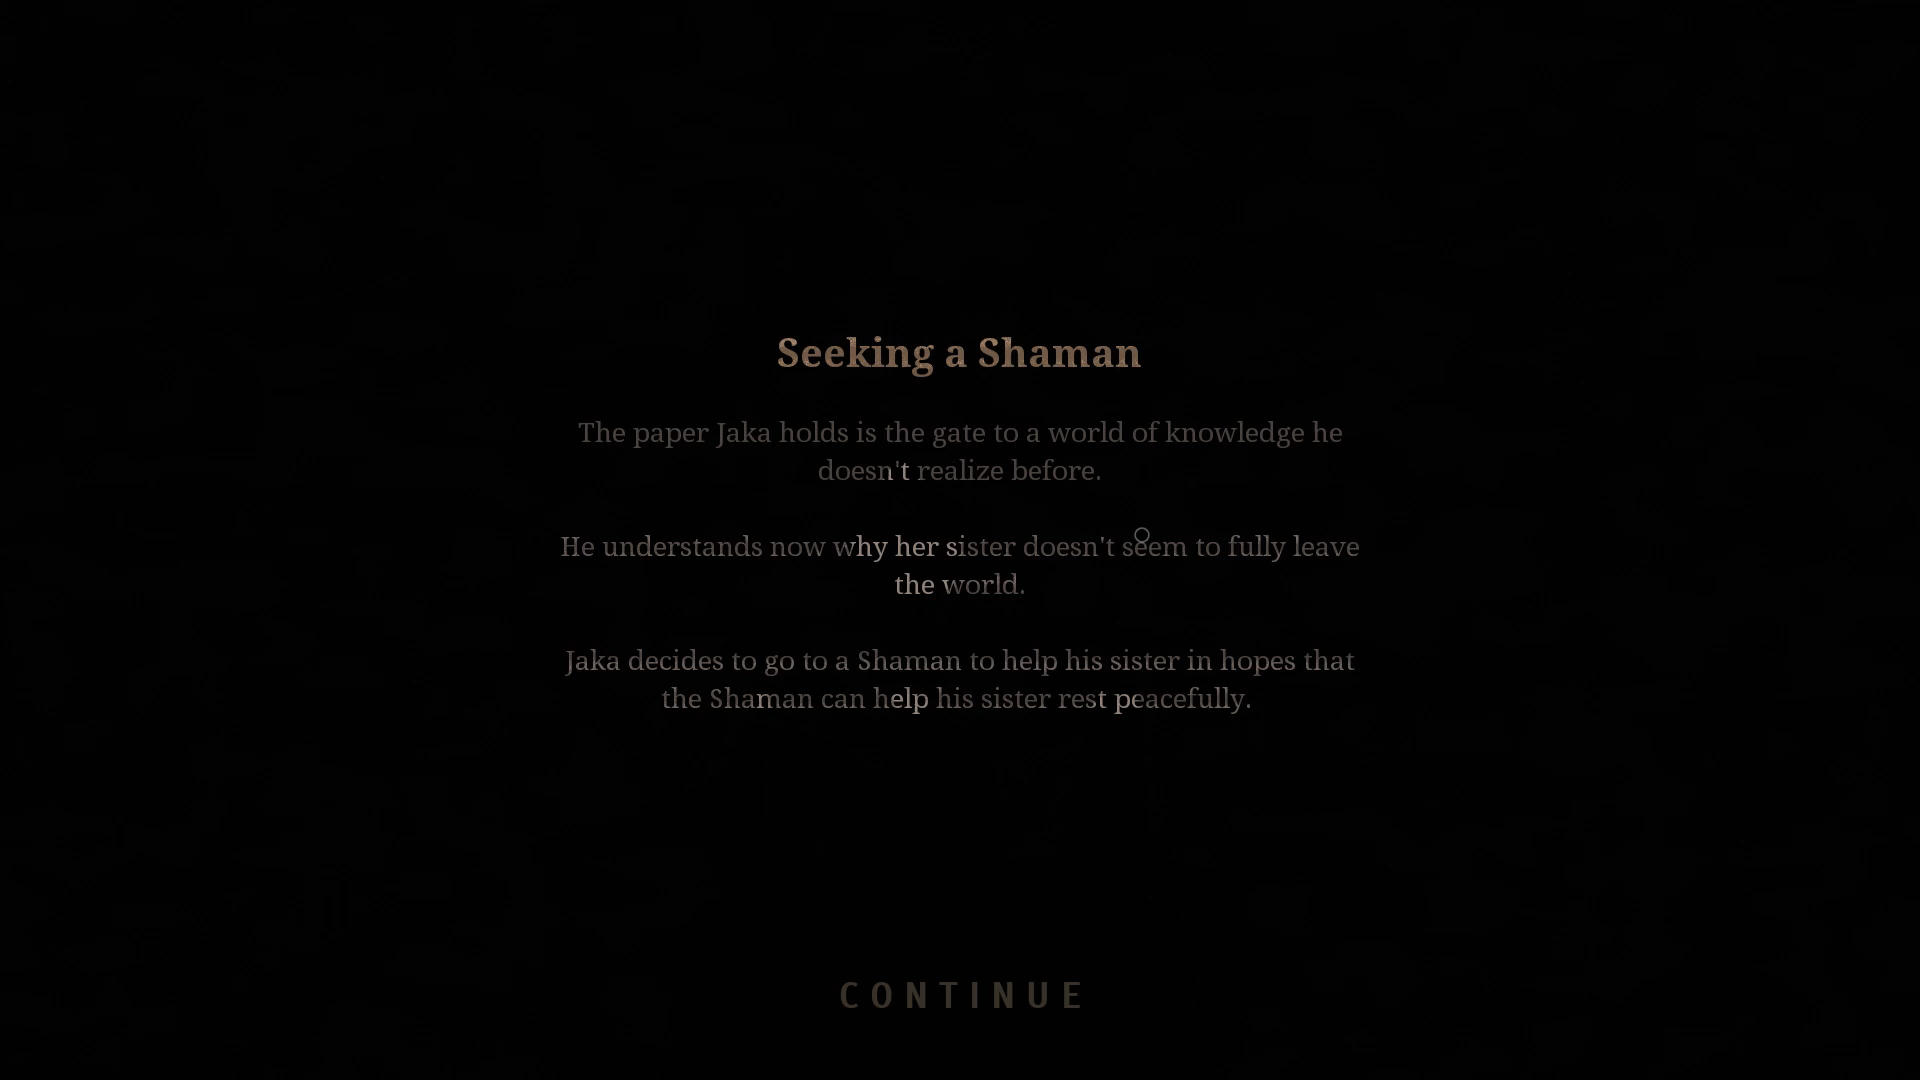 Seeking a Shaman
The paper Jaka holds is the gate to a world of knowledge he
doesn't realize before.
He understands now why her sister doesn't seem to fully leave
the world.
Jaka decides to go to a Shaman to help his sister in hopes that
the Shaman can help his sister rest peacefully.
CONTINUE